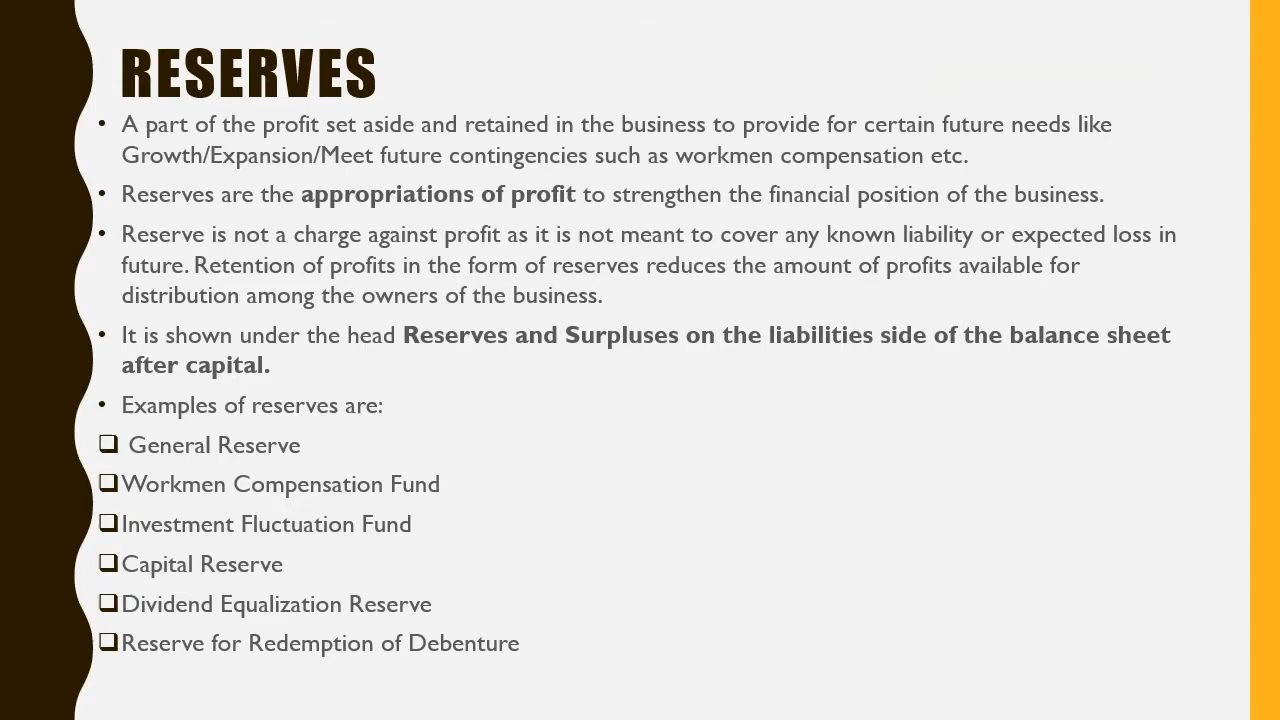 RESERVES
• A part of the profit set aside and retained in the business to provide for certain future needs like
Growth/Expansion/Meet future contingencies such as workmen compensation etc.
• Reserves are the appropriations of profit to strengthen the financial position of the business.
• Reserve is not a charge against profit as it is not meant to cover any known liability or expected loss in
future. Retention of profits in the form of reserves reduces the amount of profits available for
distribution among the owners of the business.
• It is shown under the head Reserves and Surpluses on the liabilities side of the balance sheet
after capital.
• Examples of reserves are:
❑ General Reserve
❑ Workmen Compensation Fund
❑ Investment Fluctuation Fund
❑ Capital Reserve
❑ Dividend Equalization Reserve
❑ Reserve for Redemption of Debenture